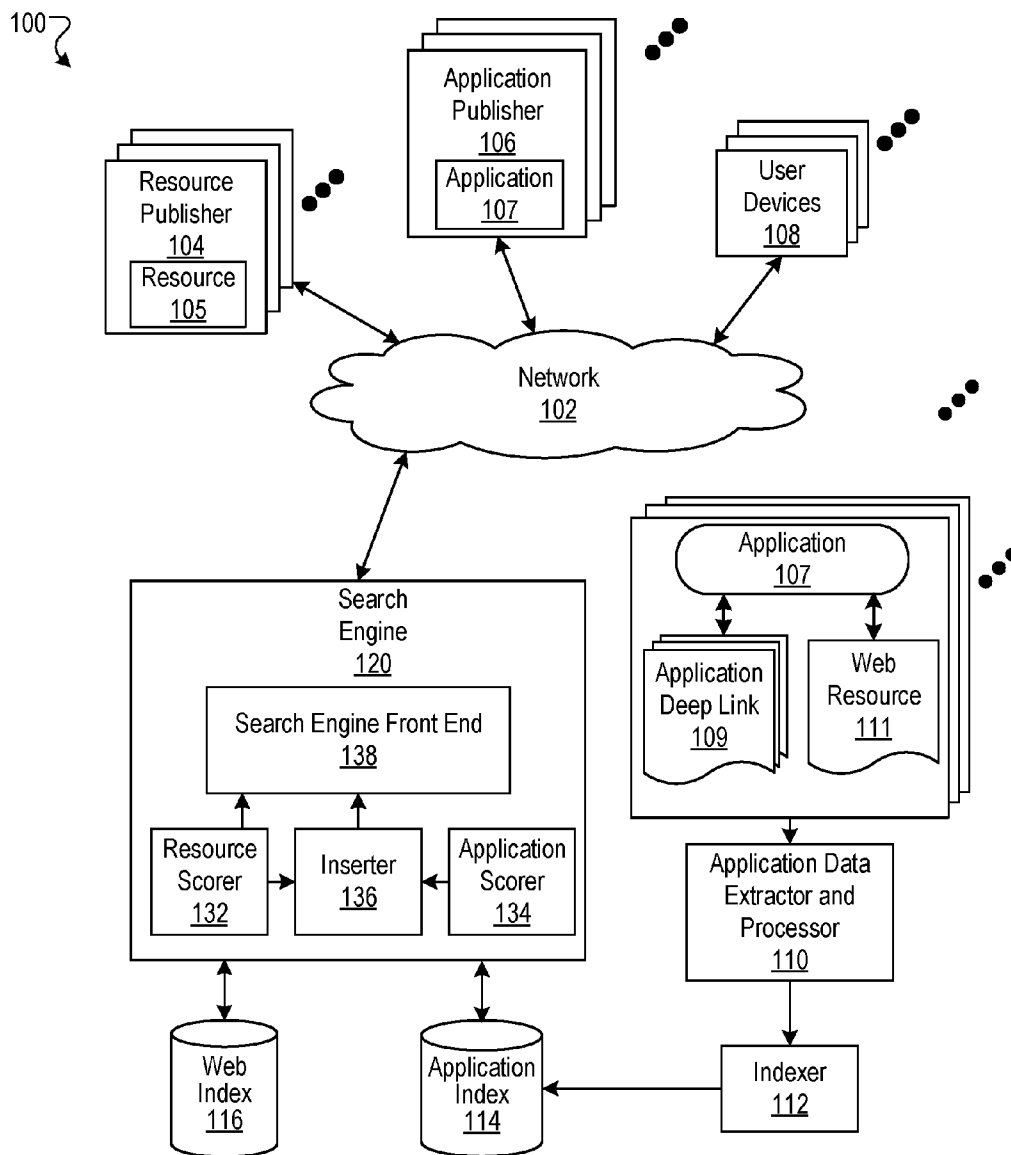 100
Application
Publisher
106
Application
107
Resource
Publisher
104
Resource
105
User
Devices
108
Network
102
Search
Engine
120
Search Engine Front End
138
Resource
Scorer
132
Inserter
136
Application
Scorer
134
Application
107
Application
Deep Link
109
Web
Resource
111
Application Data
Extractor and
Processor
110
Web
Index
116
Application
Index
114
Indexer
112